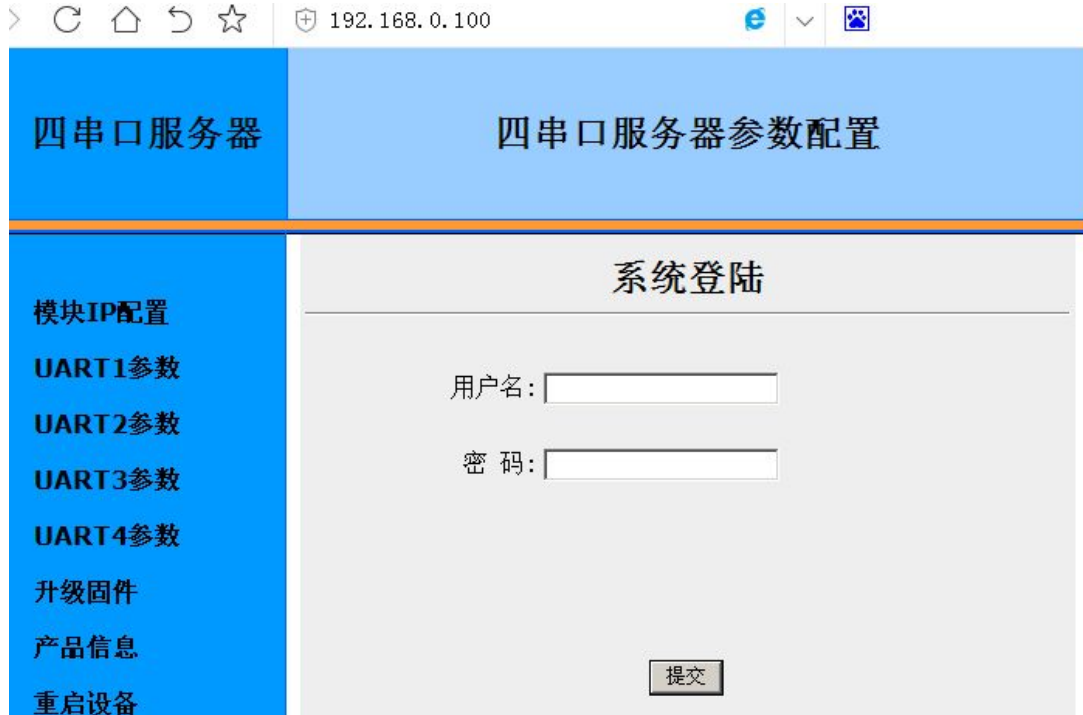 192.168.0.100
四串口服务器
四串口服务器参数配置
系统登陆
模块IP配置
UART1参数
UART2参数
UART3参数
UART4参数
升级固件
产品信息
重启设备
用户名:
密 码:
提交